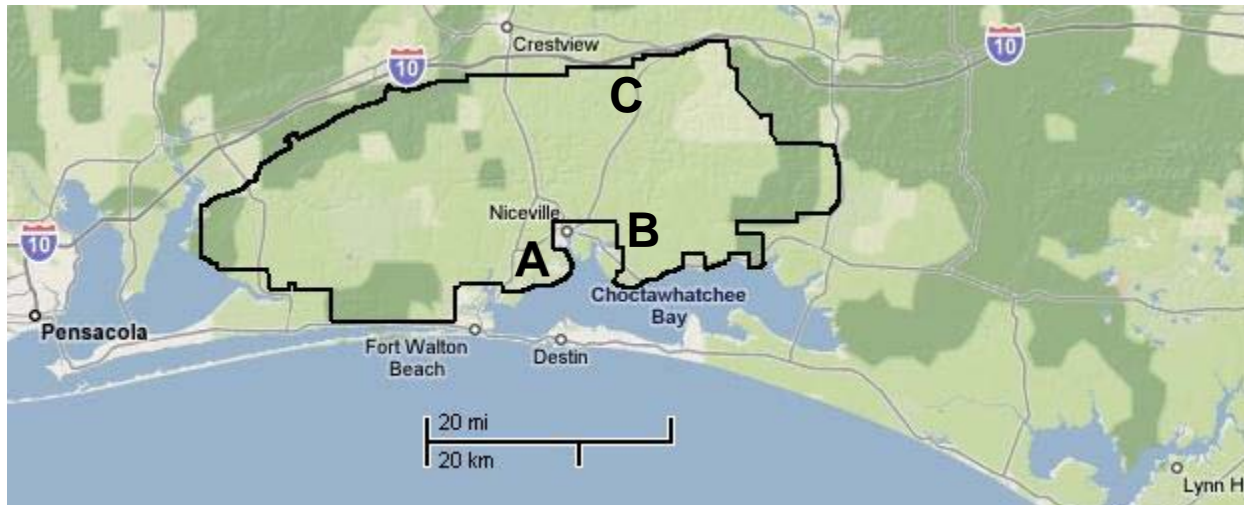 10
Crestview
10
C
Niceville
B
10
A
Choctawhatchee
Bay
Pensacola
Fort Walton
Beach
Destin
20 mi
20 km
Lynn H